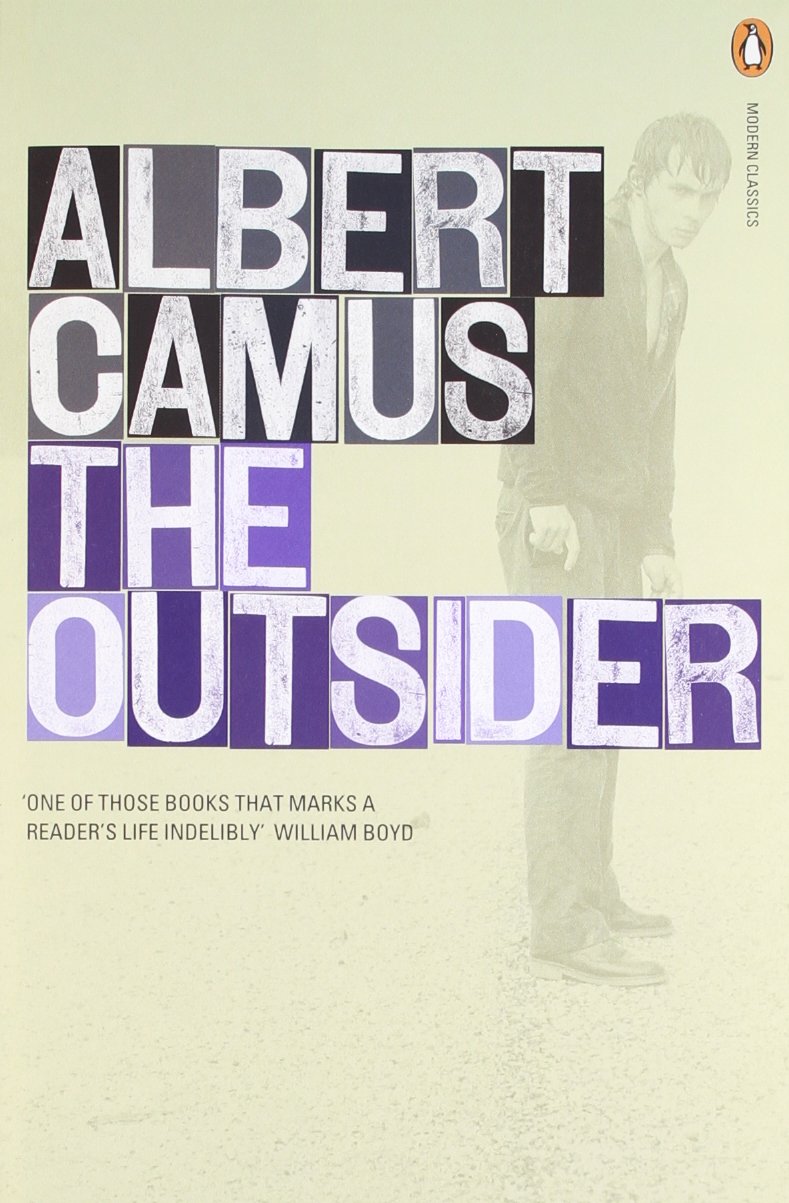 MODERN CLASSICS
ALBERT
CAMUS
THE
OUTSIDER
‘ONE OF THOSE BOOKS THAT MARKS A
READER’S LIFE INDELIBLY’ WILLIAM BOYD